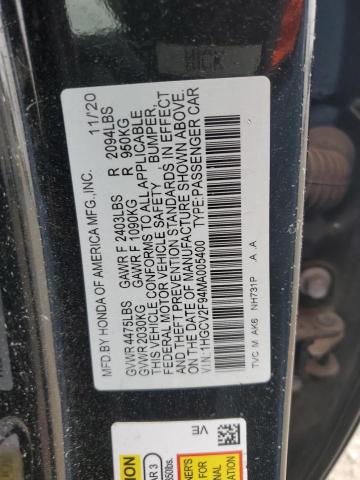 MFD BY HONDA OF AMERICA MFG.,INC. 11/20
GVWR 4475LBS GAWR F 2403LBS R 2094LBS
GVWR 2030KG GAWR F 1090KG R 950KG
THIS VEHICLE CONFORMS TO ALL APPLICABLE
FEDERAL MOTOR VEHICLE SAFETY, BUMPER,
AND THEFT PREVENTION STANDARDS IN EFFECT
ON THE DATE OF MANUFACTURE SHOWN ABOVE.
VIN:1HGCV2F94MA005400 TYPE:PASSENGER CAR
TVC M AK6 NH731P A A
VE